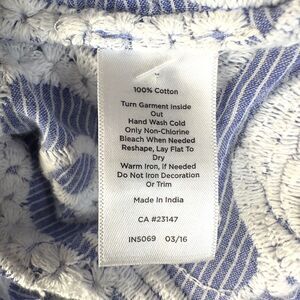 100% Cotton
Turn Garment Inside
Out
Hand Wash Cold
Only Non-Chlorine
Bleach When Needed
Reshape, Lay Flat To
Dry
Warm Iron, if Needed
Do Not Iron Decoration
Or Trim
Made In India
CA #23147
IN5069 03/16